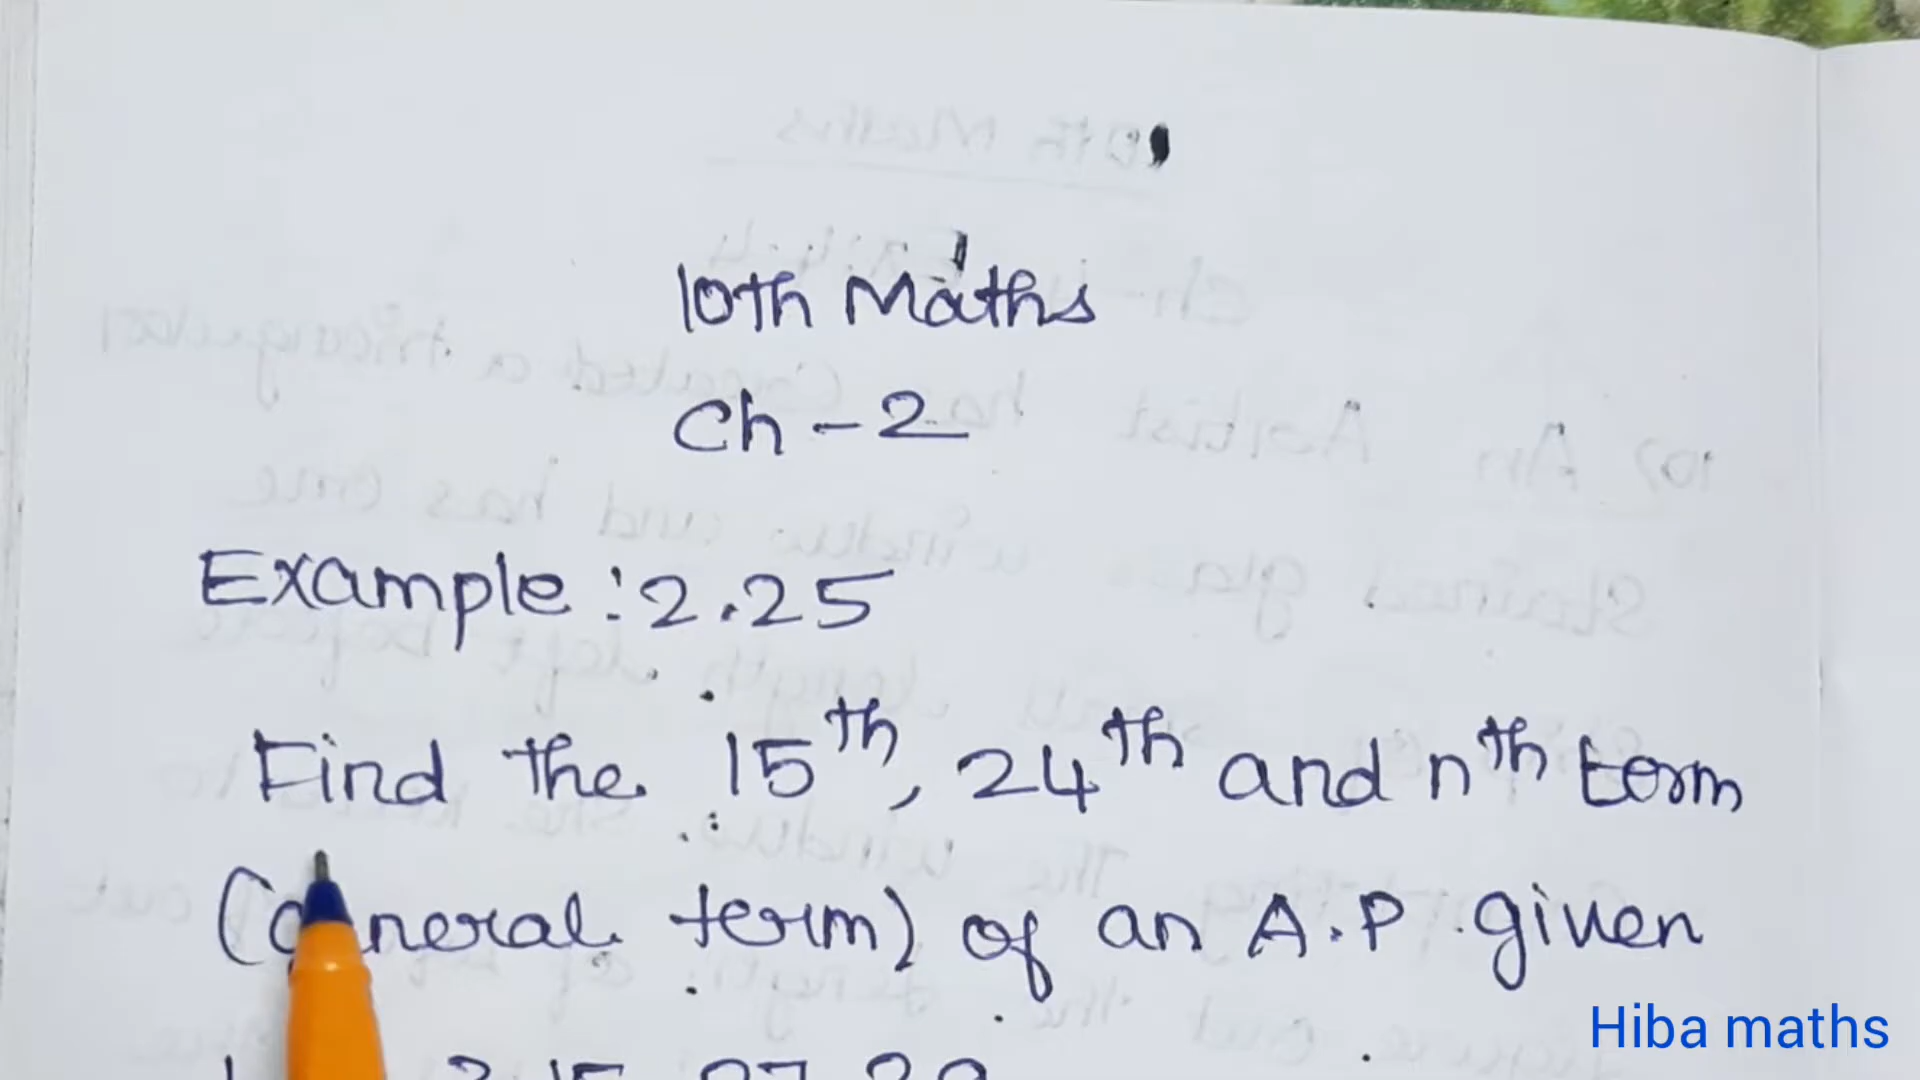 10th Maths
Ch - 2
Example : 2.25
Find the 15th, 24th and nth term
(General term) of an A.P. given
Hiba maths